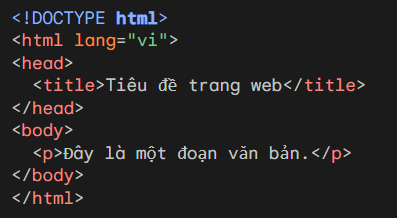 <!DOCTYPE html>
<html lang="vi">
<head>
  <title>Tiêu đề trang web</title>
</head>
<body>
  <p>Đây là một đoạn văn bản.</p>
</body>
</html>